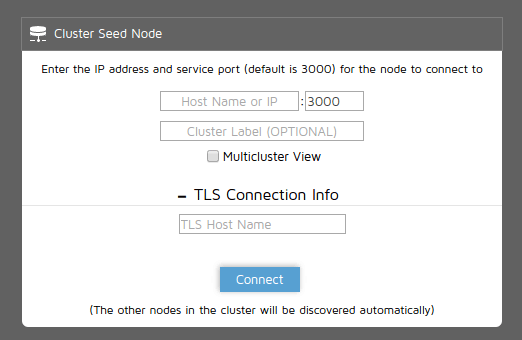 Cluster Seed Node
Enter the IP address and service port (default is 3000) for the node to connect to
Host Name or IP : 3000
Cluster Label (OPTIONAL)
Multicluster View
– TLS Connection Info
TLS Host Name
Connect
(The other nodes in the cluster will be discovered automatically)